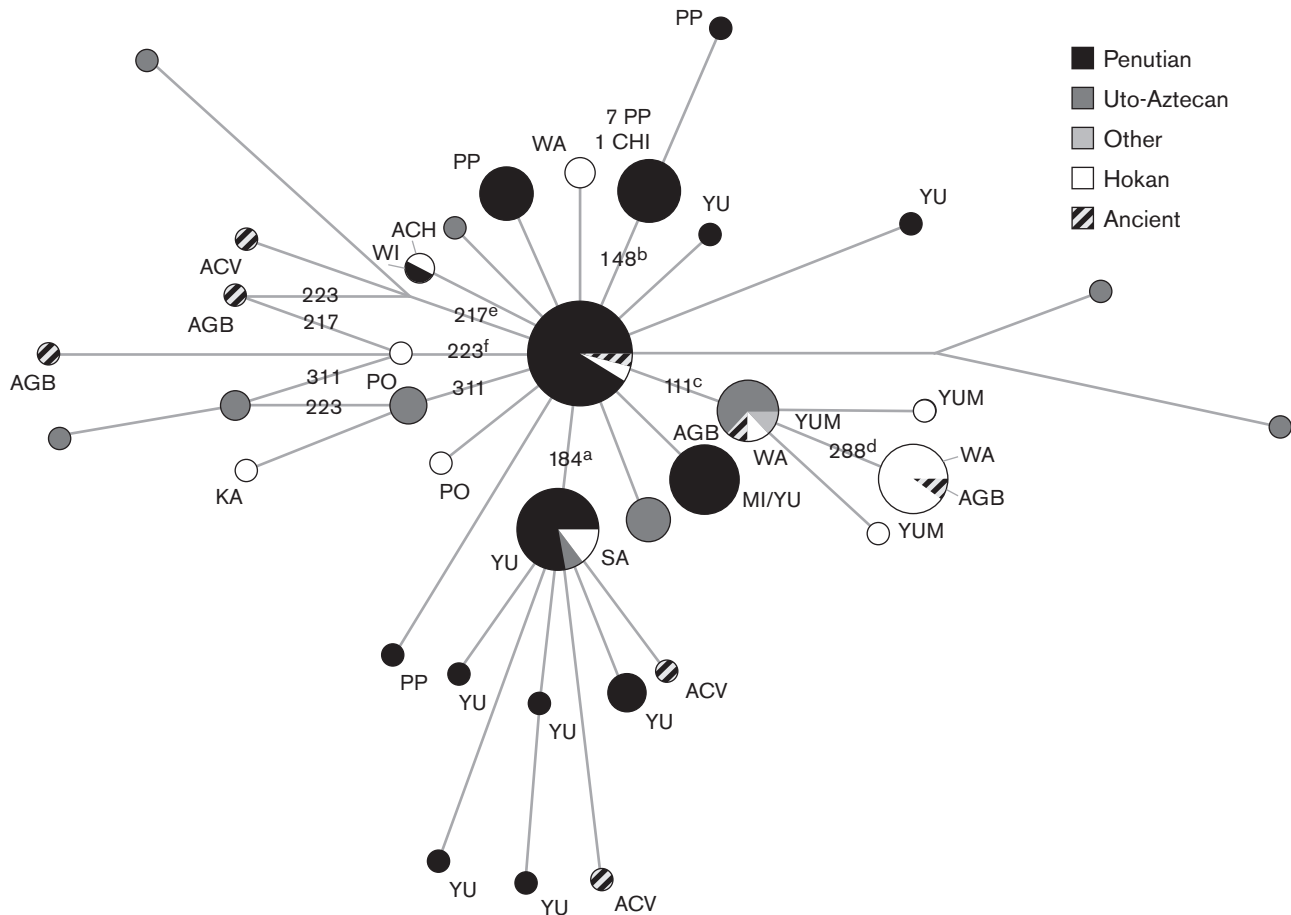 PP
Penutian
Uto-Aztecan
Other
Hokan
Ancient
7 PP
1 CHI
WA
PP
YU
YU
ACH
WI
148b
ACV
223
217e
AGB
217
223f
AGB
PO
311
311
223
111c
YUM
YUM
AGB
WA
288d
WA
184a
KA
PO
MI/YU
AGB
YUM
YU
SA
PP
YU
YU
YU
ACV
YU
YU
ACV